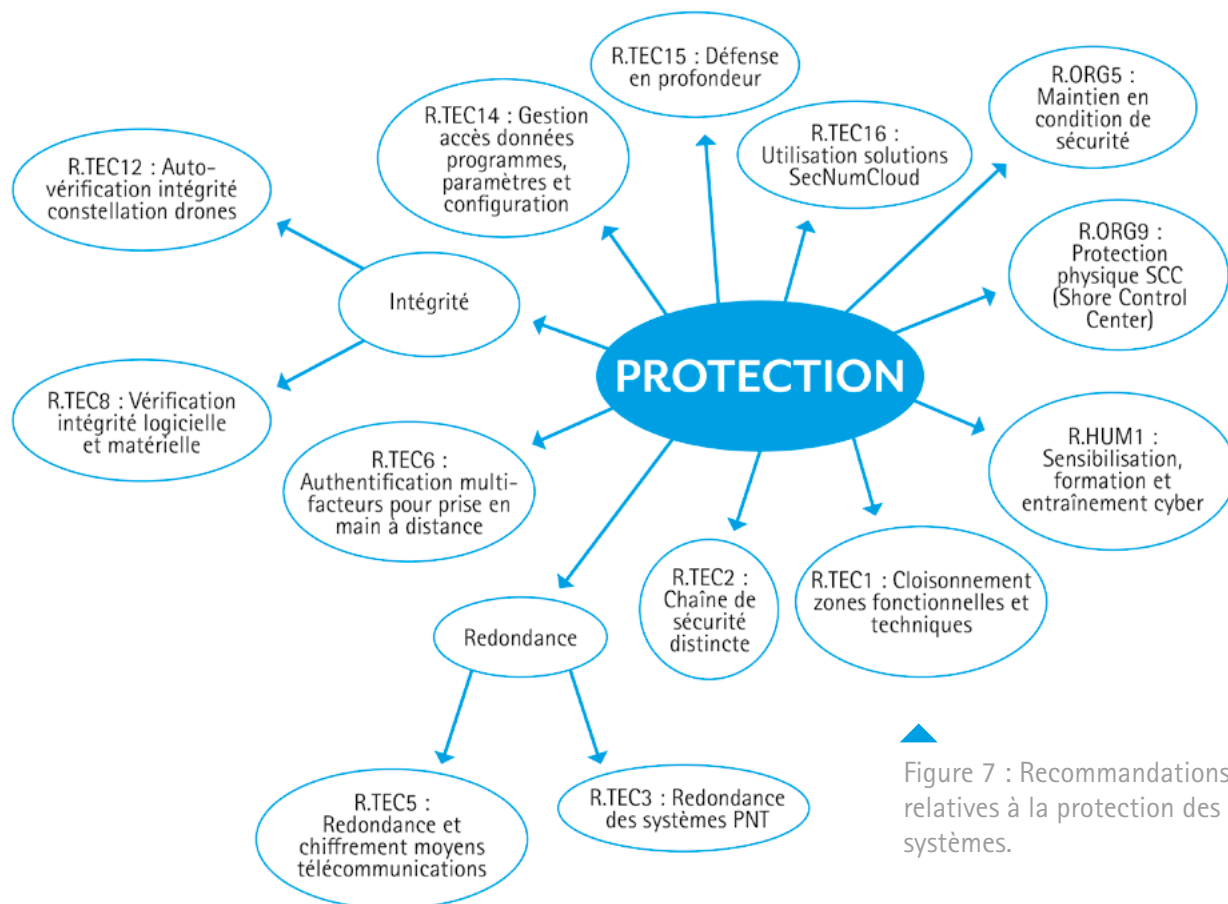 R.TEC15 : Défense
en profondeur
R.ORG5 :
Maintien en
condition de
sécurité
R.TEC14 : Gestion
accès données
programmes,
paramètres et
configuration
R.TEC16 :
Utilisation solutions
SecNumCloud
R.TEC12 : Auto-
vérification intégrité
constellation drones
R.ORG9 :
Protection
physique SCC
(Shore Control
Center)
Intégrité
PROTECTION
R.TEC8 : Vérification
intégrité logicielle
et matérielle
R.TEC6 :
Authentification multi-
facteurs pour prise en
main à distance
R.HUM1 :
Sensibilisation,
formation et
entraînement cyber
R.TEC2 :
Chaîne de
sécurité
distincte
R.TEC1 : Cloisonnement
zones fonctionnelles et
techniques
Redondance
R.TEC5 :
Redondance et
chiffrement moyens
télécommunications
R.TEC3 : Redondance
des systèmes PNT
Figure 7 : Recommandations
relatives à la protection des
systèmes.